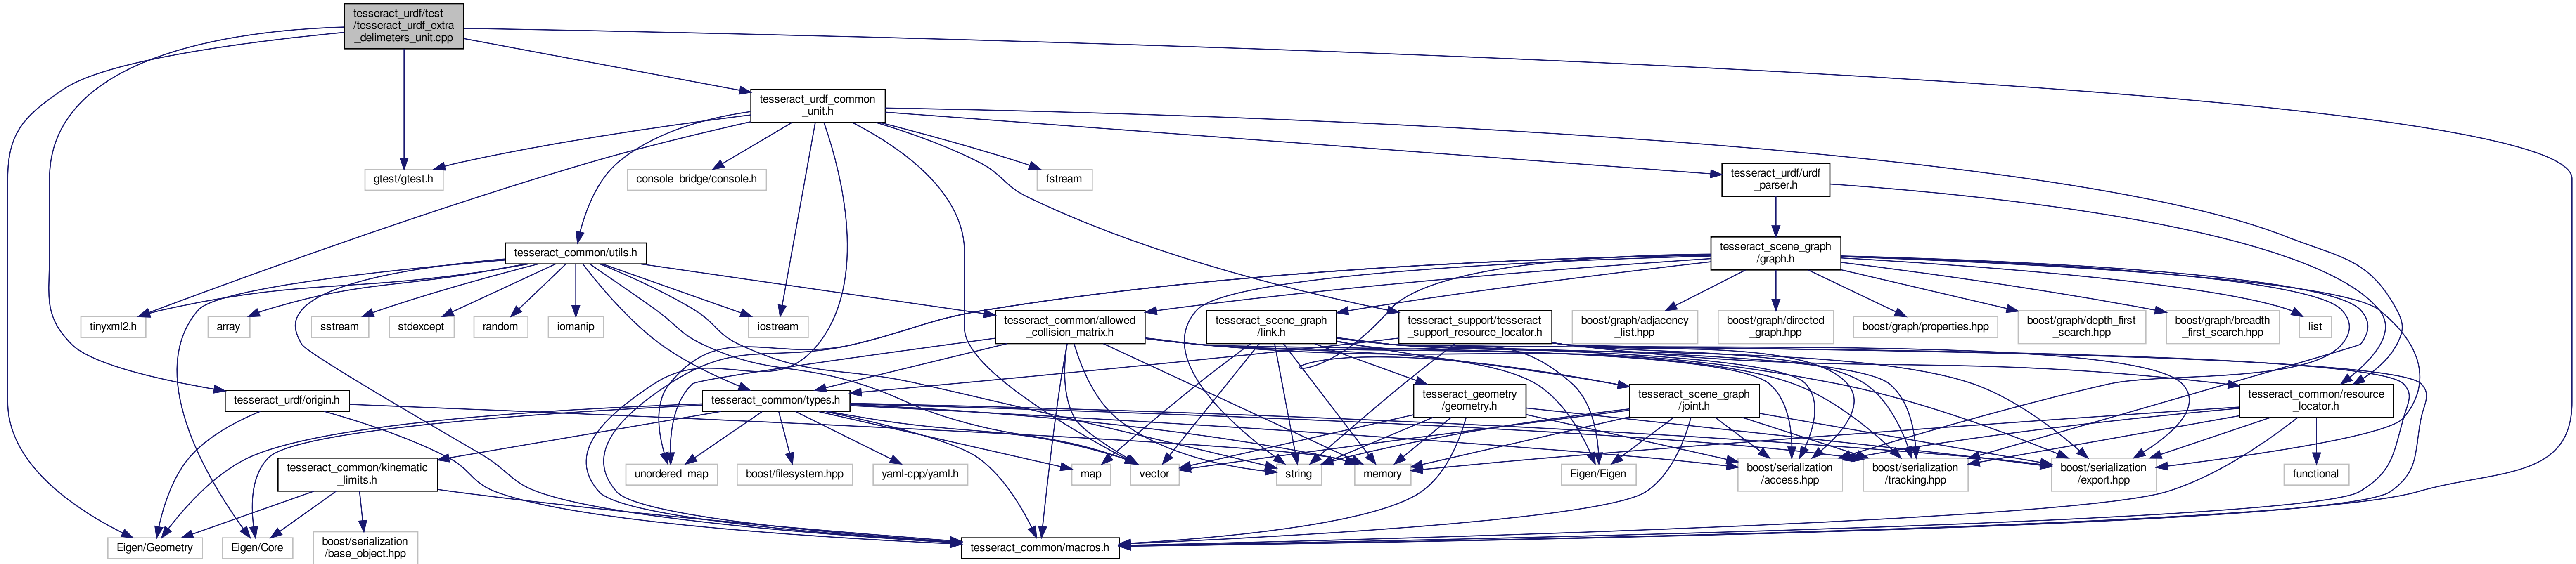 tesseract_urdf/test
/tesseract_urdf_extra
_delimeters_unit.cpp
tesseract_urdf_common
_unit.h
gtest/gtest.h
console_bridge/console.h
fstream
tesseract_urdf/urdf
_parser.h
tesseract_common/utils.h
tesseract_scene_graph
/graph.h
tinyxml2.h
array
sstream
stdexcept
random
iomanip
iostream
tesseract_common/allowed
_collision_matrix.h
tesseract_scene_graph
/link.h
tesseract_support/tesseract
_support_resource_locator.h
boost/graph/adjacency
_list.hpp
boost/graph/directed
_graph.hpp
boost/graph/properties.hpp
boost/graph/depth_first
_search.hpp
boost/graph/breadth
_first_search.hpp
list
tesseract_urdf/origin.h
tesseract_common/types.h
tesseract_geometry
/geometry.h
tesseract_scene_graph
/joint.h
tesseract_common/resource
_locator.h
tesseract_common/kinematic
_limits.h
unordered_map
boost/filesystem.hpp
yaml-cpp/yaml.h
map
vector
string
memory
Eigen/Eigen
boost/serialization
/access.hpp
boost/serialization
/tracking.hpp
boost/serialization
/export.hpp
functional
Eigen/Geometry
Eigen/Core
boost/serialization
/base_object.hpp
tesseract_common/macros.h